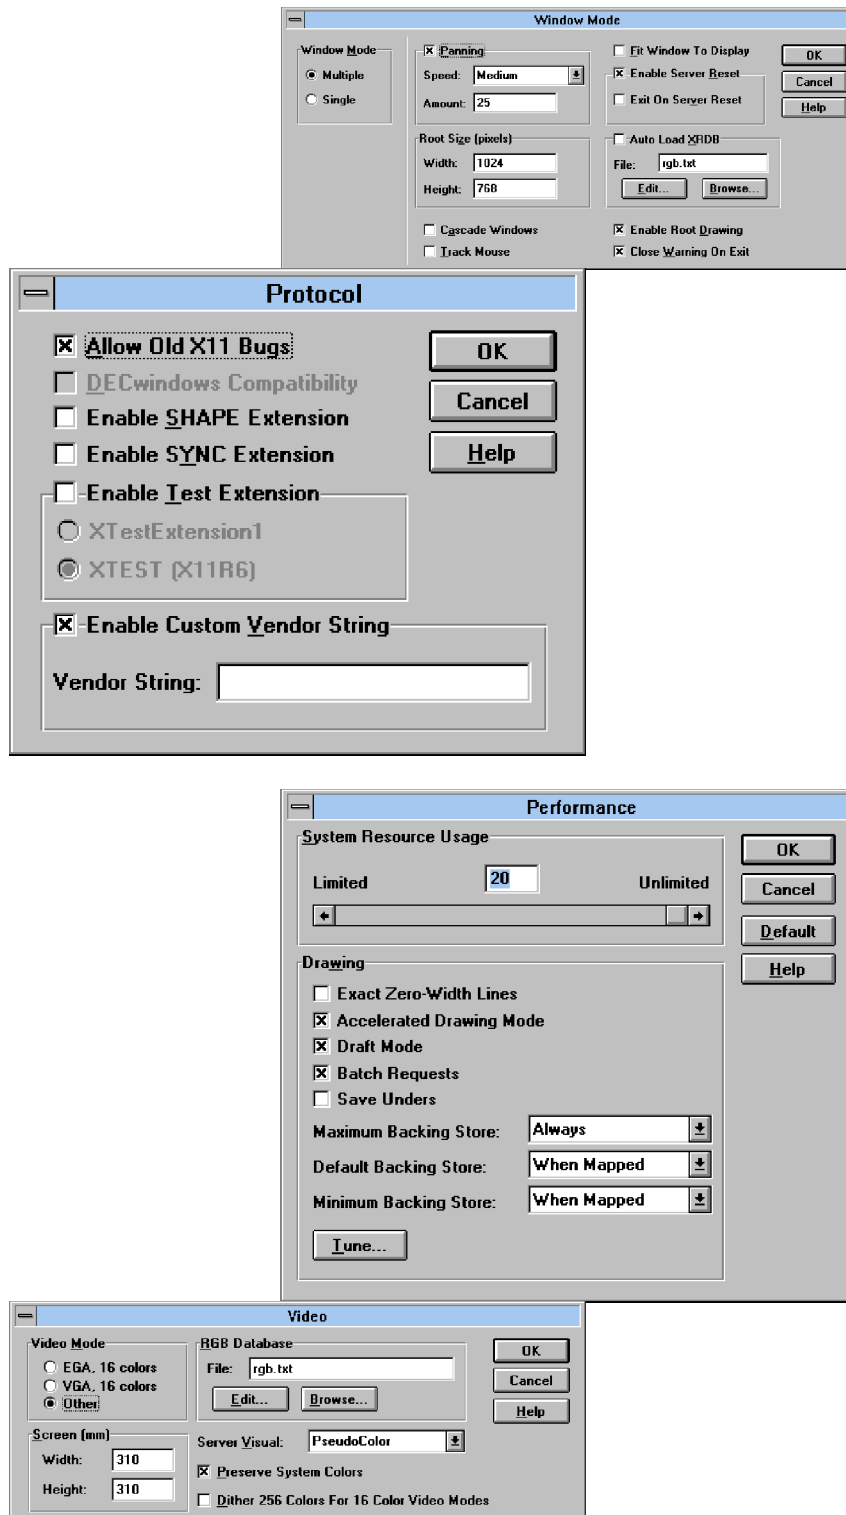 Window Mode
Window Mode
Multiple
Single
Panning
Speed: Medium
Amount: 25
Root Size (pixels)
Width: 1024
Height: 768
Cascade Windows
Track Mouse
Fit Window To Display
Enable Server Reset
Exit On Server Reset
Auto Load XRDB
File: rgb.txt
Edit... Browse...
Enable Root Drawing
Close Warning On Exit
OK
Cancel
Help
Protocol
Allow Old X11 Bugs
DECwindows Compatibility
Enable SHAPE Extension
Enable SYNC Extension
Enable Test Extension
XTestExtension1
XTEST (X11R6)
Enable Custom Vendor String
Vendor String:
OK
Cancel
Help
Performance
System Resource Usage
Limited 20 Unlimited
Drawing
Exact Zero-Width Lines
Accelerated Drawing Mode
Draft Mode
Batch Requests
Save Unders
Maximum Backing Store: Always
Default Backing Store: When Mapped
Minimum Backing Store: When Mapped
Tune...
OK
Cancel
Default
Help
Video
Video Mode
EGA, 16 colors
VGA, 16 colors
Other
Screen (mm)
Width: 310
Height: 310
RGB Database
File: rgb.txt
Edit... Browse...
Server Visual: PseudoColor
Preserve System Colors
Dither 256 Colors For 16 Color Video Modes
OK
Cancel
Help